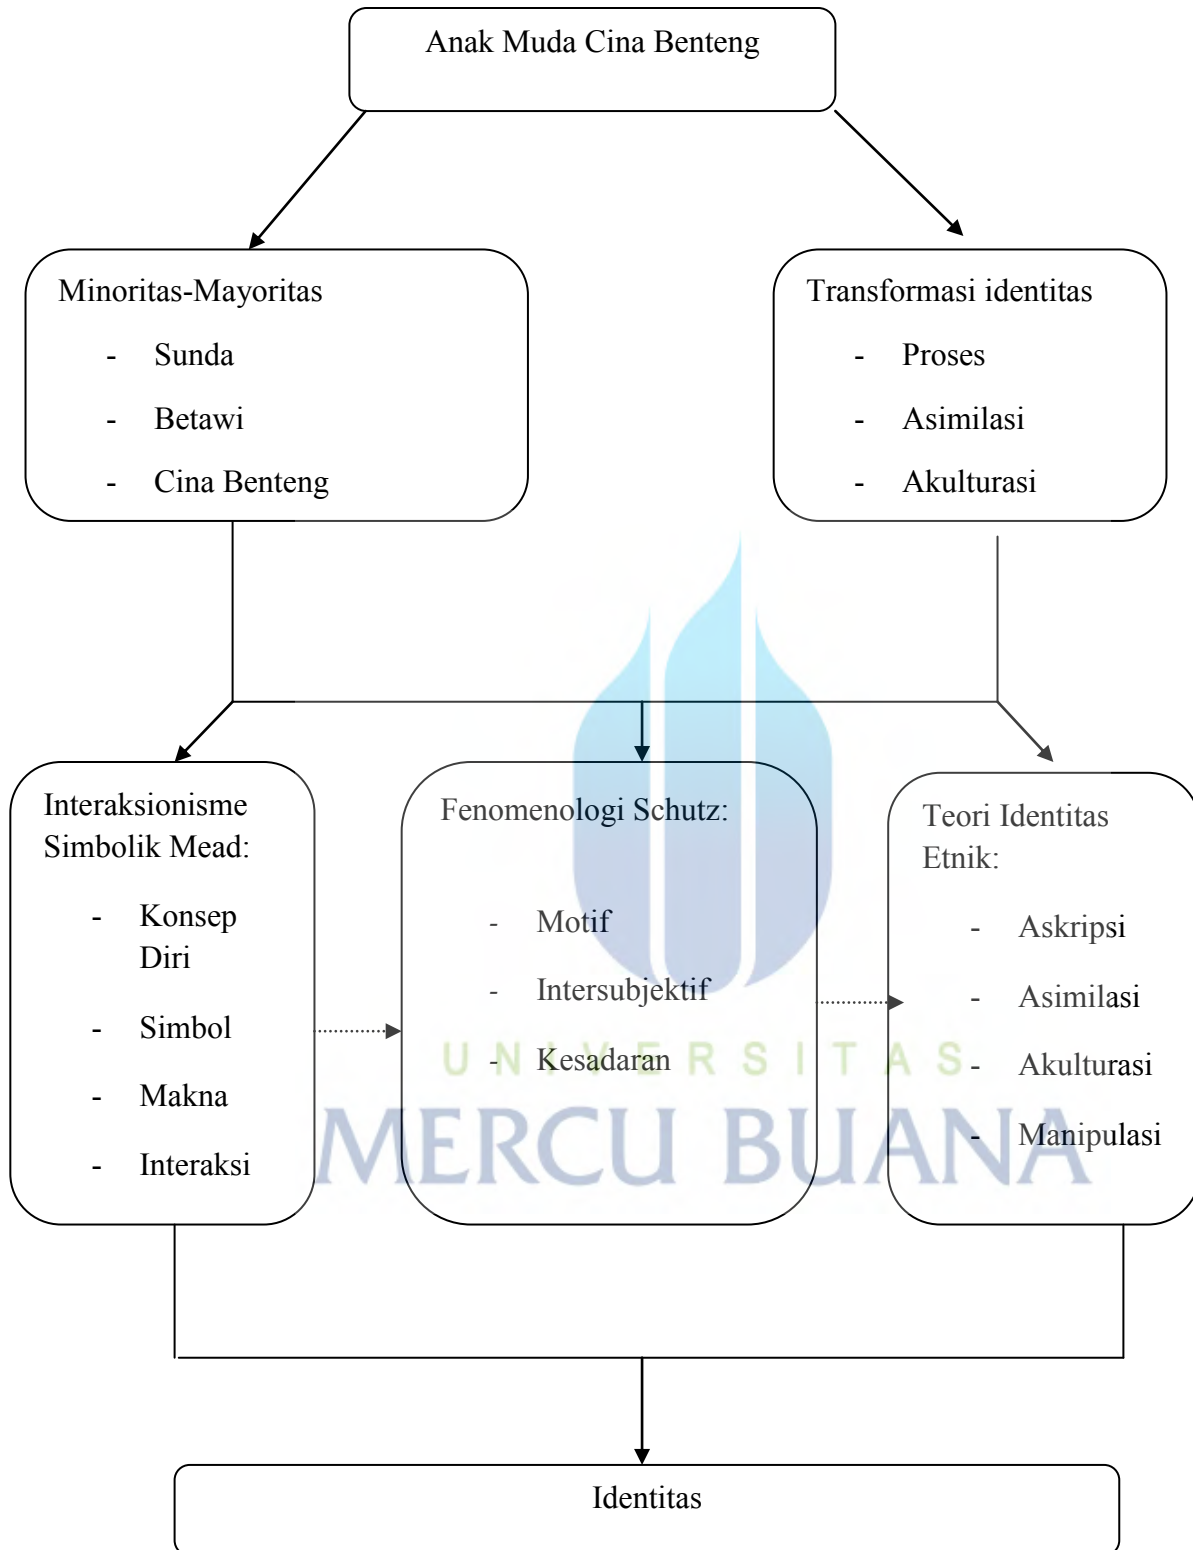 Anak Muda Cina Benteng
Minoritas-Mayoritas
- Sunda
- Betawi
- Cina Benteng
Transformasi identitas
- Proses
- Asimilasi
- Akulturasi
Interaksionisme
Simbolik Mead:
- Konsep
Diri
- Simbol
- Makna
- Interaksi
Fenomenologi Schutz:
- Motif
- Intersubjektif
- Kesadaran
Teori Identitas
Etnik:
- Askripsi
- Asimilasi
- Akulturasi
- Manipulasi
UNIVERSITAS
MERCU BUANA
Identitas